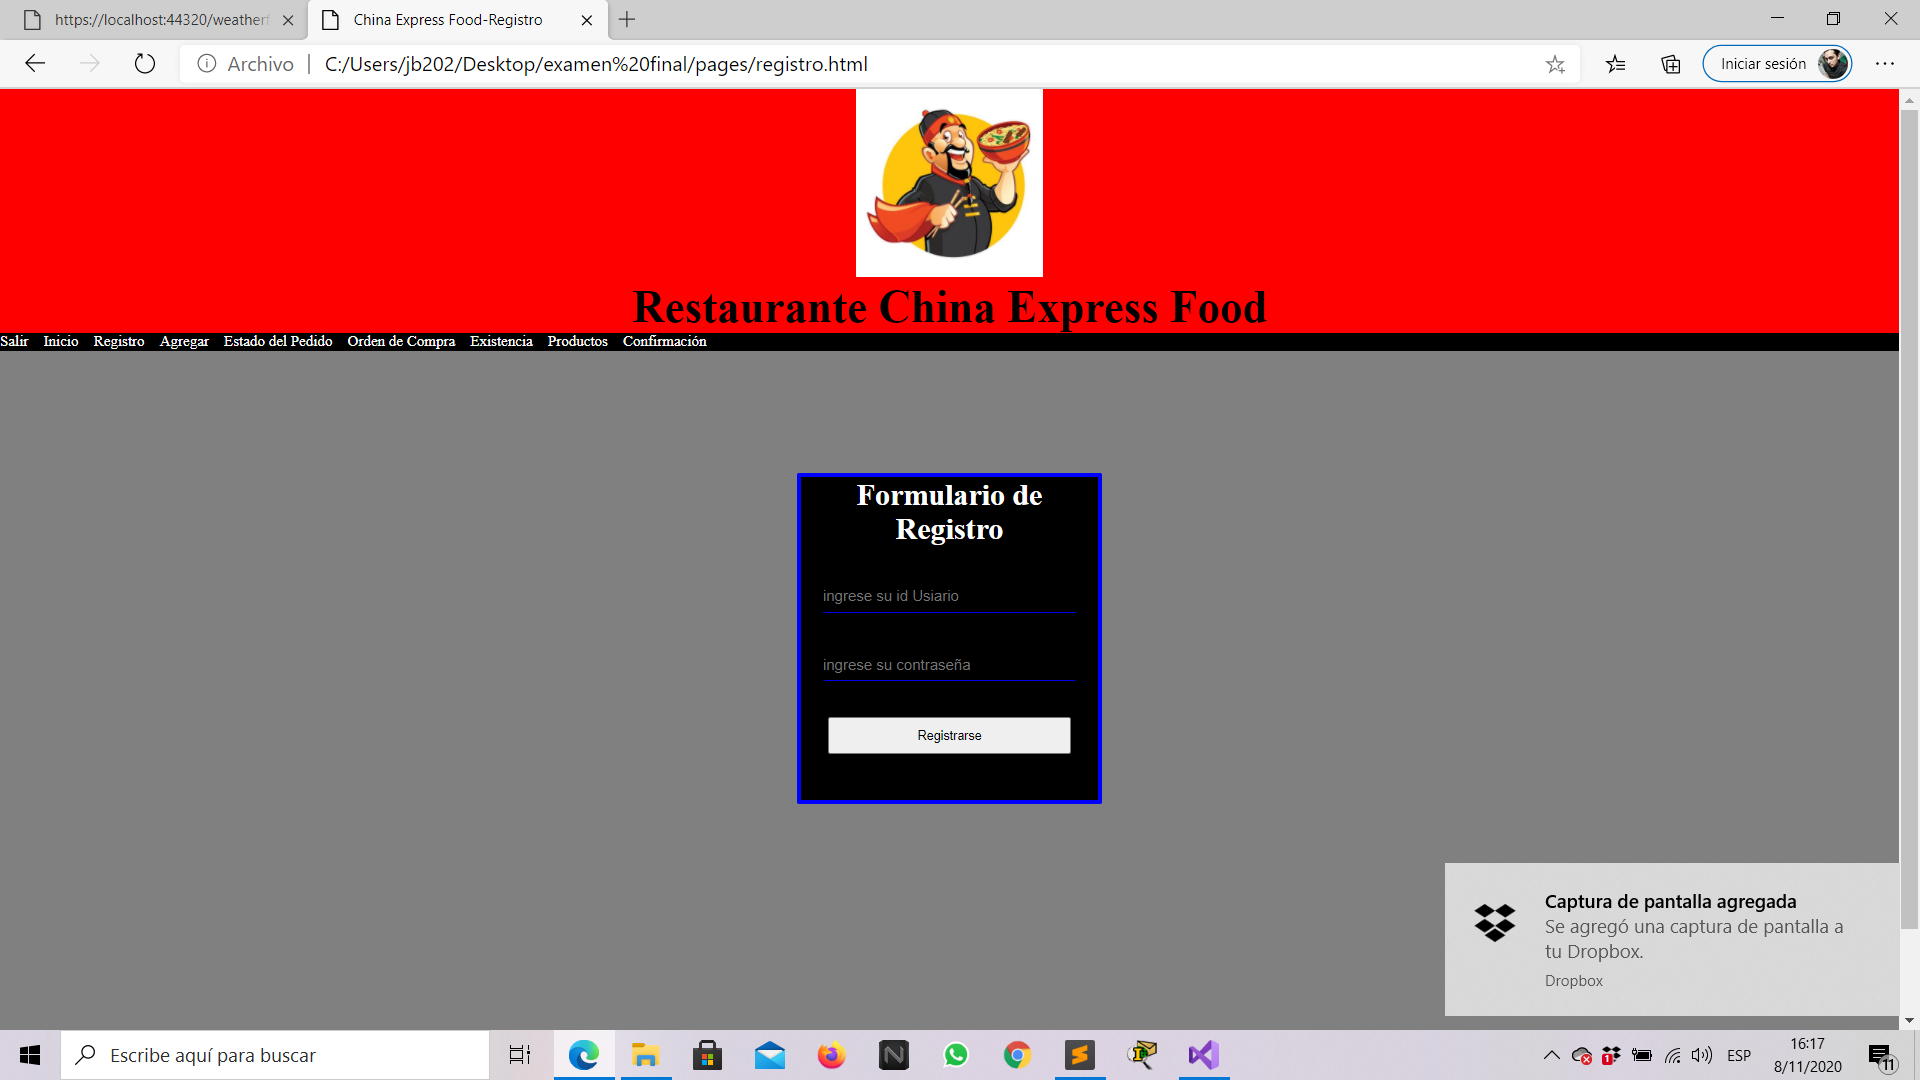 https://localhost:44320/weatherf
China Express Food-Registro
Archivo | C:/Users/jb202/Desktop/examen%20final/pages/registro.html
Iniciar sesión
Restaurante China Express Food
Salir Inicio Registro Agregar Estado del Pedido Orden de Compra Existencia Productos Confirmación
Formulario de
Registro
ingrese su id Usiario
ingrese su contraseña
Registrarse
Captura de pantalla agregada
Se agregó una captura de pantalla a
tu Dropbox.
Dropbox
Escribe aquí para buscar
1
ESP
16:17
8/11/2020
11